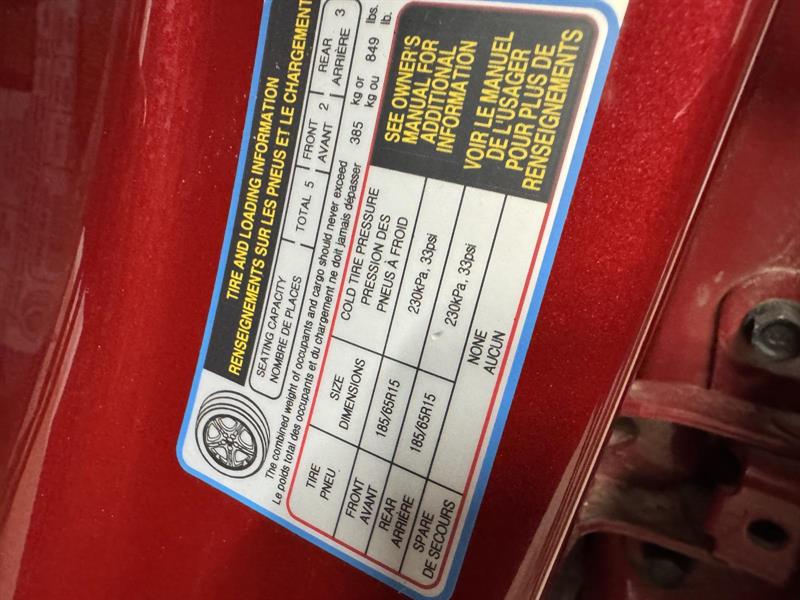 TIRE AND LOADING INFORMATION
RENSEIGNEMENTS SUR LES PNEUS ET LE CHARGEMENT
SEATING CAPACITY
NOMBRE DE PLACES
TOTAL 5
FRONT
AVANT 2
REAR
ARRIÈRE 3
The combined weight of occupants and cargo should never exceed
Le poids total des occupants et du chargement ne doit jamais dépasser
385 kg or
kg ou
849 lbs.
lb.
TIRE
PNEU
SIZE
DIMENSIONS
COLD TIRE PRESSURE
PRESSION DES
PNEUS À FROID
FRONT
AVANT
185/65R15
230kPa, 33psi
REAR
ARRIÈRE
185/65R15
230kPa, 33psi
SPARE
DE SECOURS
NONE
AUCUN
SEE OWNER'S
MANUAL FOR
ADDITIONAL
INFORMATION
VOIR LE MANUEL
DE L'USAGER
POUR PLUS DE
RENSEIGNEMENTS